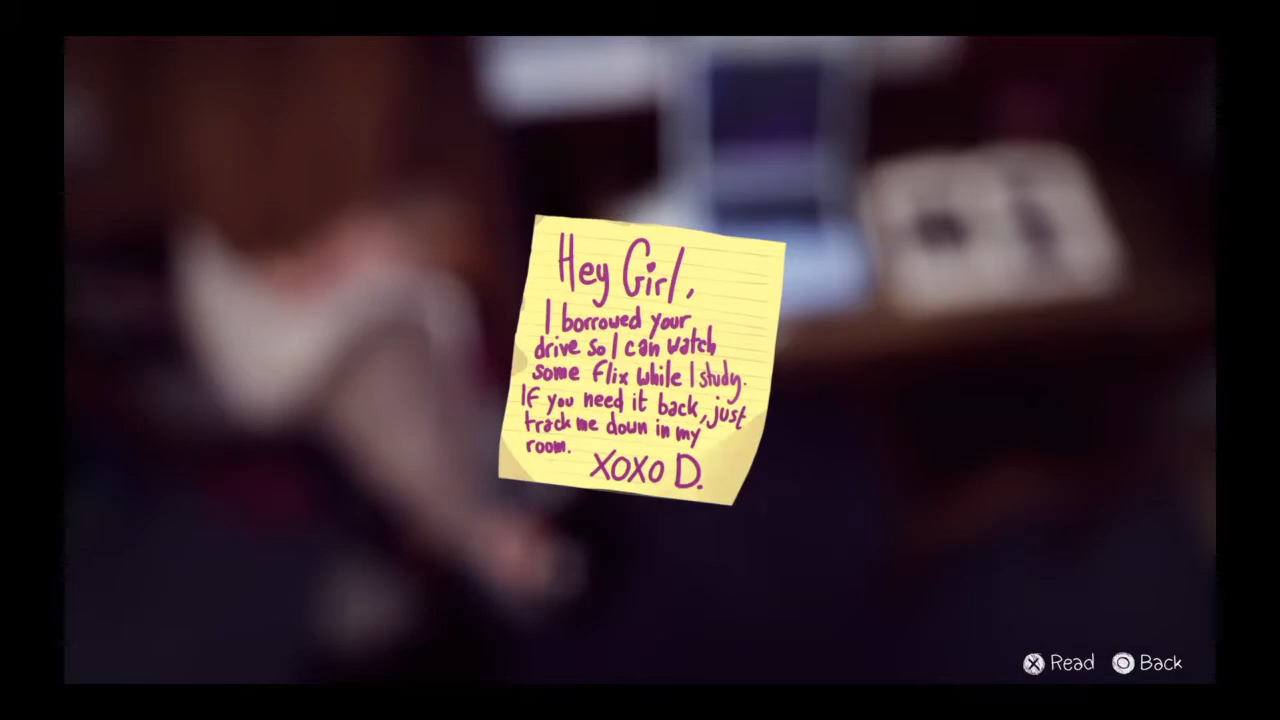 Hey Girl,
I borrowed your
drive so I can watch
some Flix while I study.
If you need it back, just
track me down in my
room.
XOXO D.
Read Back